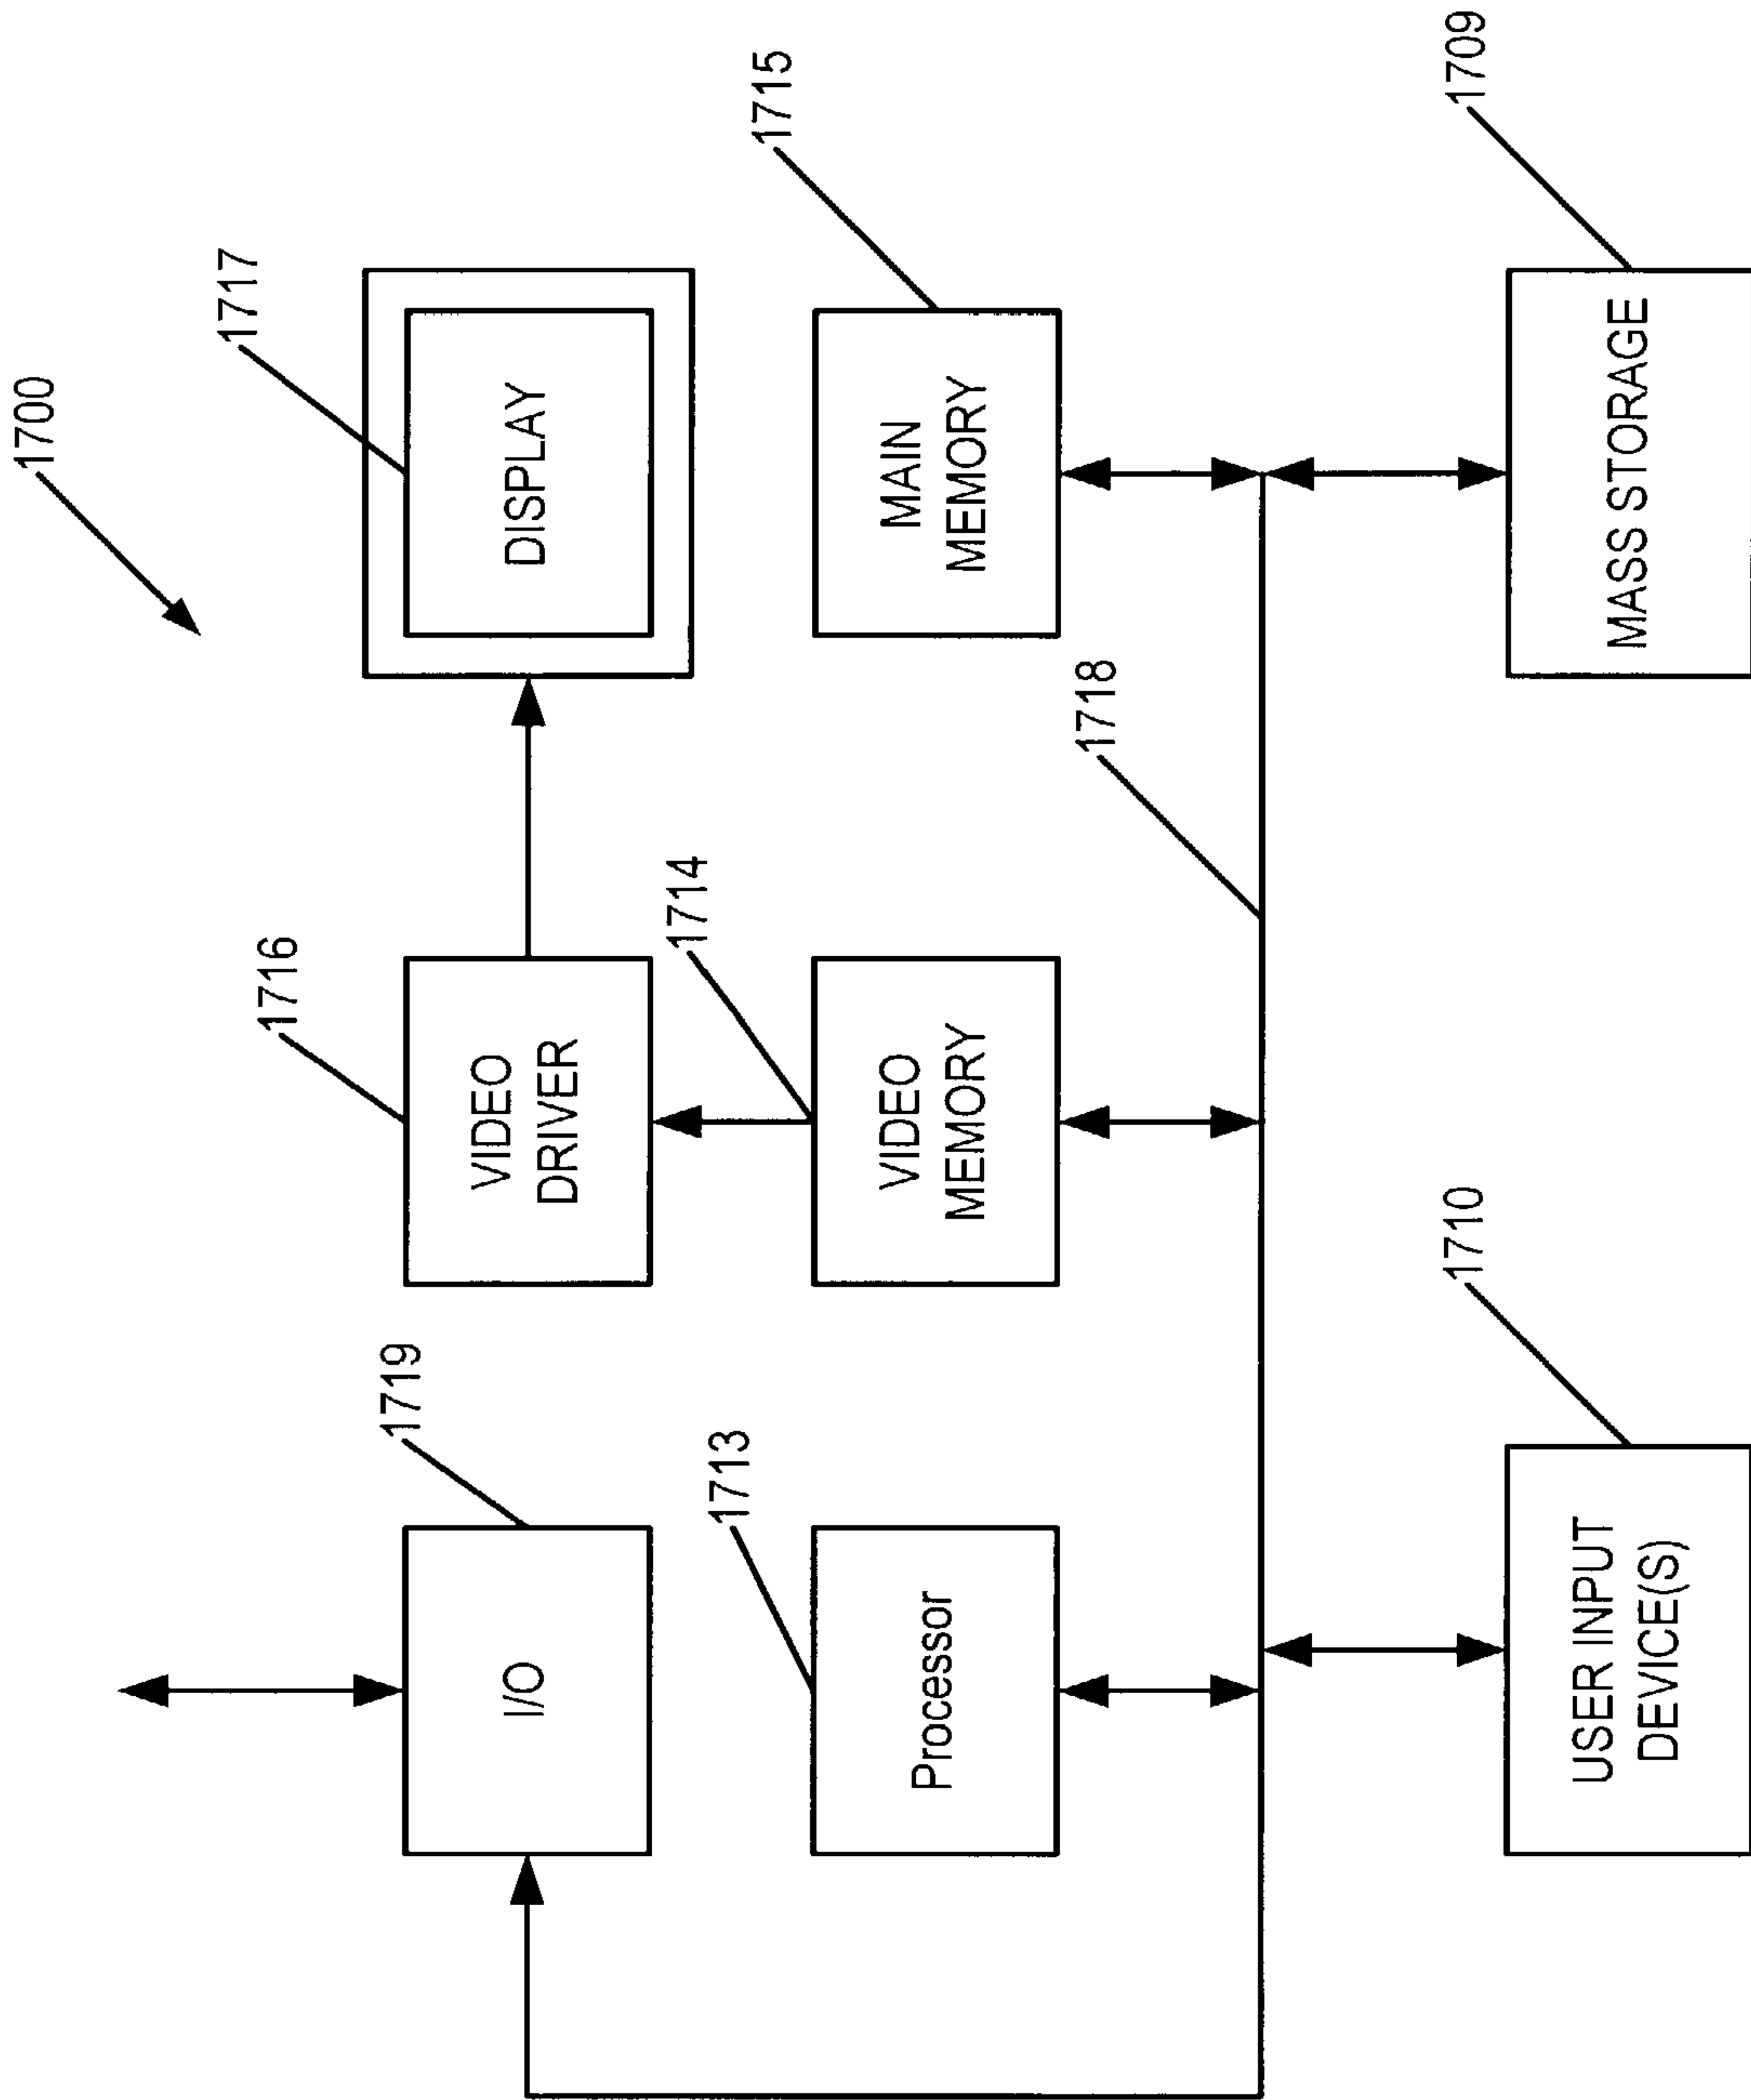 1700
1717
1716
1719
I/O
VIDEO
DRIVER
DISPLAY
1713
1714
1715
Processor
VIDEO
MEMORY
MAIN
MEMORY
1718
1710
1709
USER INPUT
DEVICE(S)
MASS STORAGE